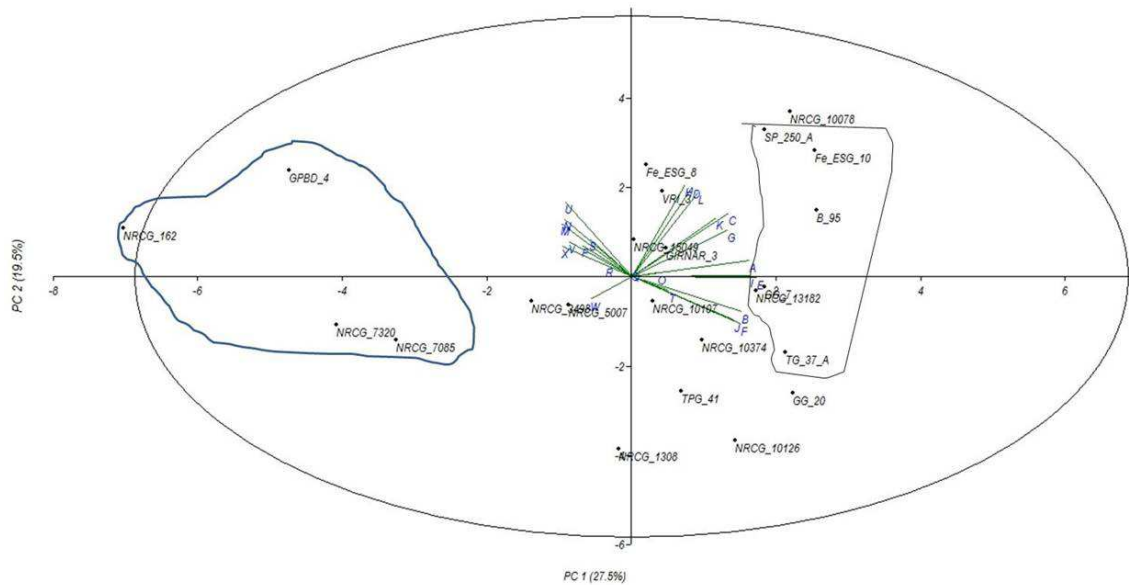 4
NRCG_10078
SP_250_A
Fe_ESG_10
Fe_ESG_8
GPBD_4
VRI_3
L
2
U
B_95
C
NRCG_162
M
K
G
NRCG_15049
S
GIRNAR_3
X V P
R
A
-8 -6 -4 -2 2 4 6
O
I E
GG_7
NRCG_13182
T
W
NRCG_5007
NRCG_10107
B
NRCG_7320
J F
NRCG_7085
NRCG_10374
TG_37_A
-2
TPG_41
GG_20
NRCG_10126
NRCG_1308
-4
-6
PC 2 (19.5%)
PC 1 (27.5%)